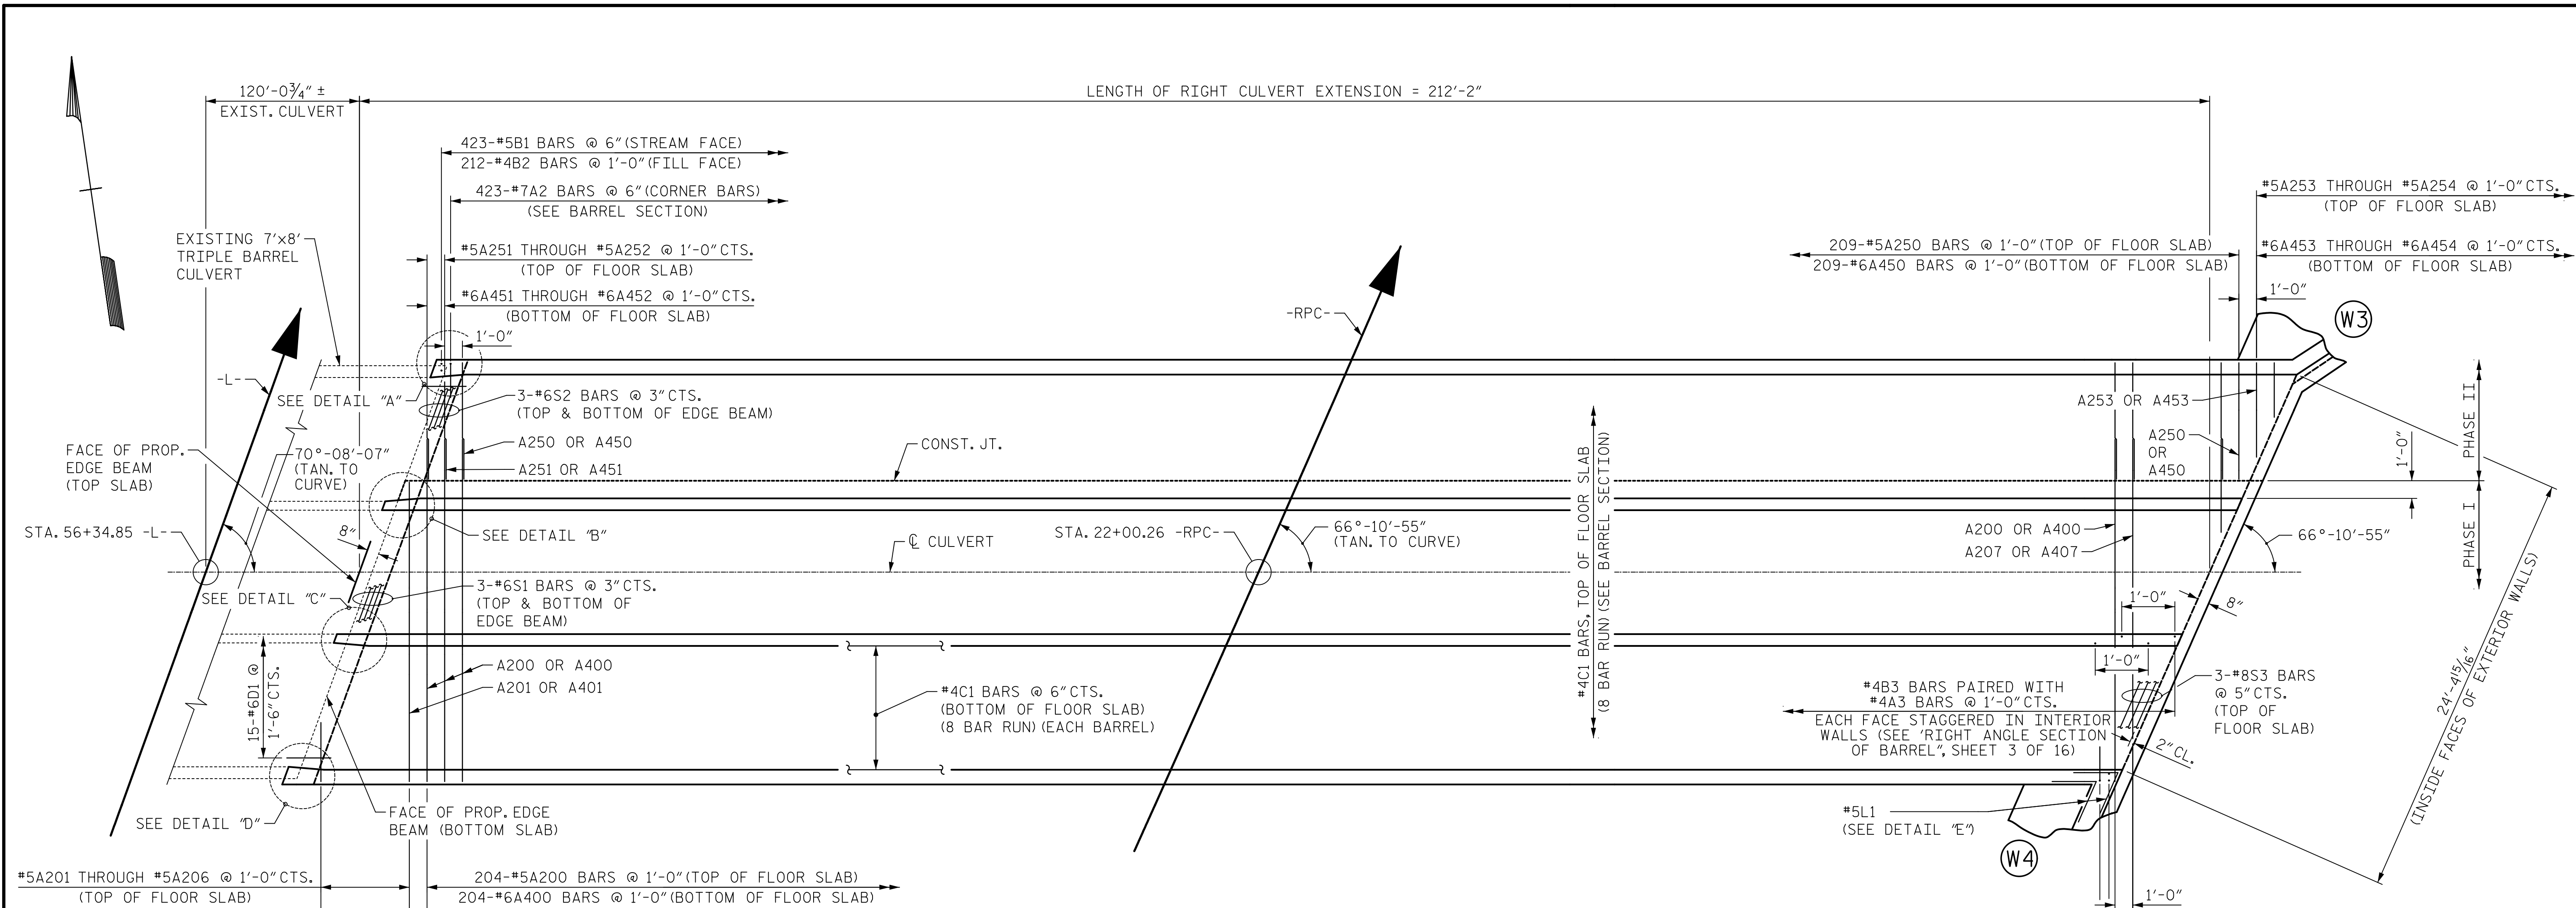 120'-0¾" ±
EXIST. CULVERT
LENGTH OF RIGHT CULVERT EXTENSION = 212'-2"
423-#5B1 BARS @ 6" (STREAM FACE)
212-#4B2 BARS @ 1'-0" (FILL FACE)
423-#7A2 BARS @ 6" (CORNER BARS)
(SEE BARREL SECTION)
EXISTING 7'x8'
TRIPLE BARREL
CULVERT
#5A251 THROUGH #5A252 @ 1'-0" CTS.
(TOP OF FLOOR SLAB)
#6A451 THROUGH #6A452 @ 1'-0" CTS.
(BOTTOM OF FLOOR SLAB)
1'-0"
209-#5A250 BARS @ 1'-0" (TOP OF FLOOR SLAB)
209-#6A450 BARS @ 1'-0" (BOTTOM OF FLOOR SLAB)
#5A253 THROUGH #5A254 @ 1'-0" CTS.
(TOP OF FLOOR SLAB)
#6A453 THROUGH #6A454 @ 1'-0" CTS.
(BOTTOM OF FLOOR SLAB)
1'-0"
W3
-RPC-
-L-
SEE DETAIL "A"
3-#6S2 BARS @ 3" CTS.
(TOP & BOTTOM OF EDGE BEAM)
A250 OR A450
A251 OR A451
CONST. JT.
FACE OF PROP.
EDGE BEAM
(TOP SLAB)
70°-08'-07"
(TAN. TO
CURVE)
#4C1 BARS, TOP OF FLOOR SLAB
(8 BAR RUN) (SEE BARREL SECTION)
A253 OR A453
A250
OR
A450
1'-0"
PHASE II
PHASE I
STA. 56+34.85 -L-
8"
SEE DETAIL "B"
℄ CULVERT
STA. 22+00.26 -RPC-
66°-10'-55"
(TAN. TO CURVE)
A200 OR A400
A207 OR A407
66°-10'-55"
SEE DETAIL "C"
3-#6S1 BARS @ 3" CTS.
(TOP & BOTTOM OF
EDGE BEAM)
1'-0"
8"
15-#6D1 @
1'-6" CTS.
A200 OR A400
A201 OR A401
#4C1 BARS @ 6" CTS.
(BOTTOM OF FLOOR SLAB)
(8 BAR RUN) (EACH BARREL)
1'-0"
#4B3 BARS PAIRED WITH
#4A3 BARS @ 1'-0" CTS.
EACH FACE STAGGERED IN INTERIOR
WALLS (SEE 'RIGHT ANGLE SECTION
OF BARREL", SHEET 3 OF 16)
3-#8S3 BARS
@ 5" CTS.
(TOP OF
FLOOR SLAB)
2" CL.
24'-4 15/16"
(INSIDE FACES OF EXTERIOR WALLS)
SEE DETAIL "D"
FACE OF PROP. EDGE
BEAM (BOTTOM SLAB)
#5L1
(SEE DETAIL "E")
W4
#5A201 THROUGH #5A206 @ 1'-0" CTS.
(TOP OF FLOOR SLAB)
204-#5A200 BARS @ 1'-0" (TOP OF FLOOR SLAB)
204-#6A400 BARS @ 1'-0" (BOTTOM OF FLOOR SLAB)
1'-0"